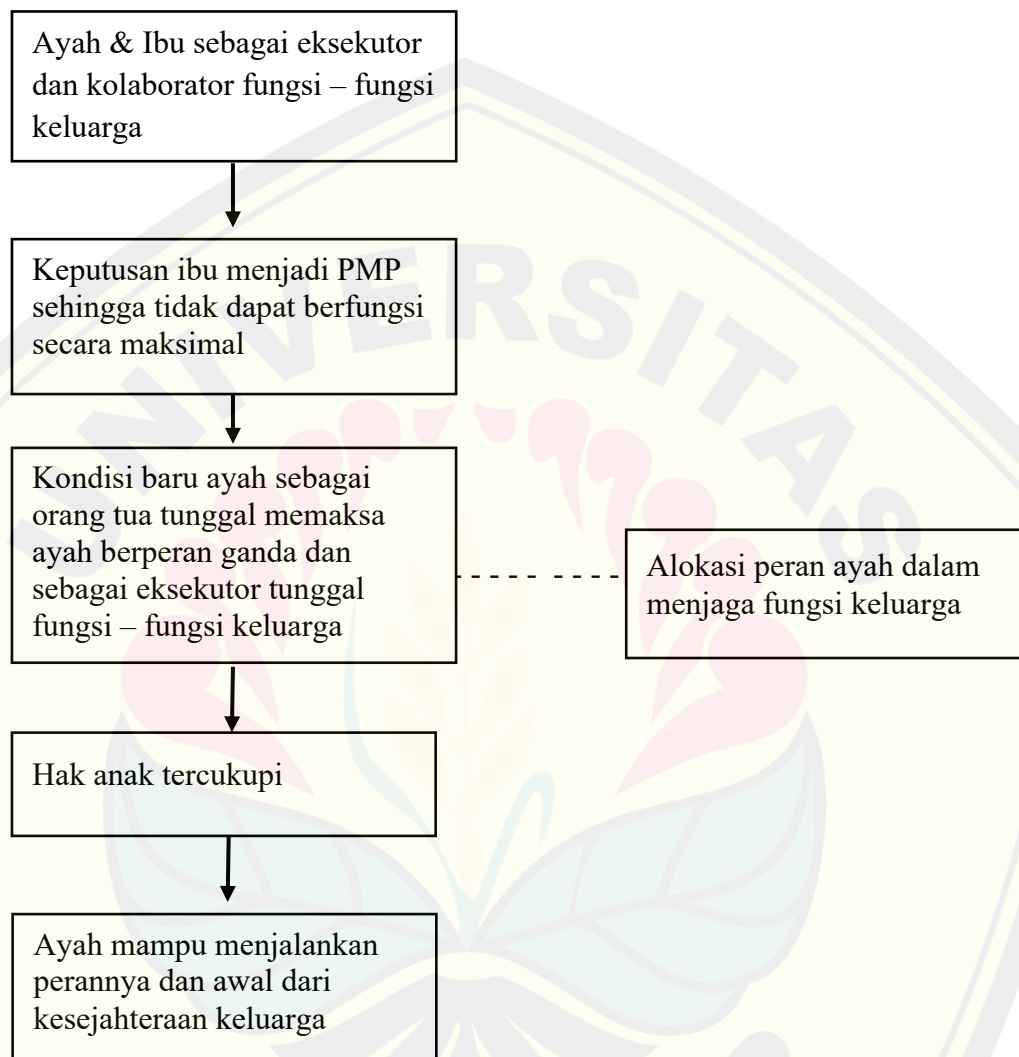 Ayah & Ibu sebagai eksekutor
dan kolaborator fungsi – fungsi
keluarga
Keputusan ibu menjadi PMP
sehingga tidak dapat berfungsi
secara maksimal
Kondisi baru ayah sebagai
orang tua tunggal memaksa
ayah berperan ganda dan
sebagai eksekutor tunggal
fungsi – fungsi keluarga
Alokasi peran ayah dalam
menjaga fungsi keluarga
Hak anak tercukupi
Ayah mampu menjalankan
perannya dan awal dari
kesejahteraan keluarga
UNIVERSITAS